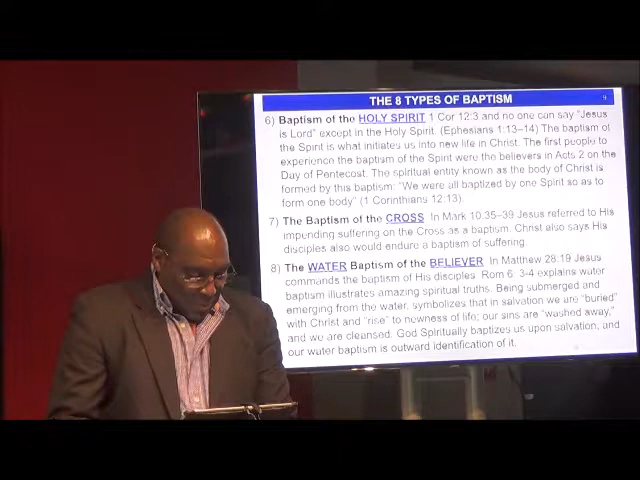 THE 8 TYPES OF BAPTISM
6) Baptism of the HOLY SPIRIT 1 Cor 12:3 and no one can say "Jesus
is Lord" except in the Holy Spirit. (Ephesians 1:13–14) The baptism of
the Spirit is what initiates us into new life in Christ. The first people to
experience the baptism of the Spirit were the believers in Acts 2 on the
Day of Pentecost. The spiritual entity known as the body of Christ is
formed by this baptism: "We were all baptized by one Spirit so as to
form one body" (1 Corinthians 12:13).
7) The Baptism of the CROSS In Mark 10.35–39 Jesus referred to His
impending suffering on the Cross as a baptism. Christ also says His
disciples also would endure a baptism of suffering.
8) The WATER Baptism of the BELIEVER In Matthew 28.19 Jesus
commands the baptism of His disciples. Rom 6: 3-4 explains water
baptism illustrates amazing spiritual truths. Being submerged and
emerging from the water, symbolizes that in salvation we are "buried"
with Christ and "rise" to newness of life; our sins are "washed away,"
and we are cleansed. God Spiritually baptizes us upon salvation, and
our water baptism is outward identification of it.